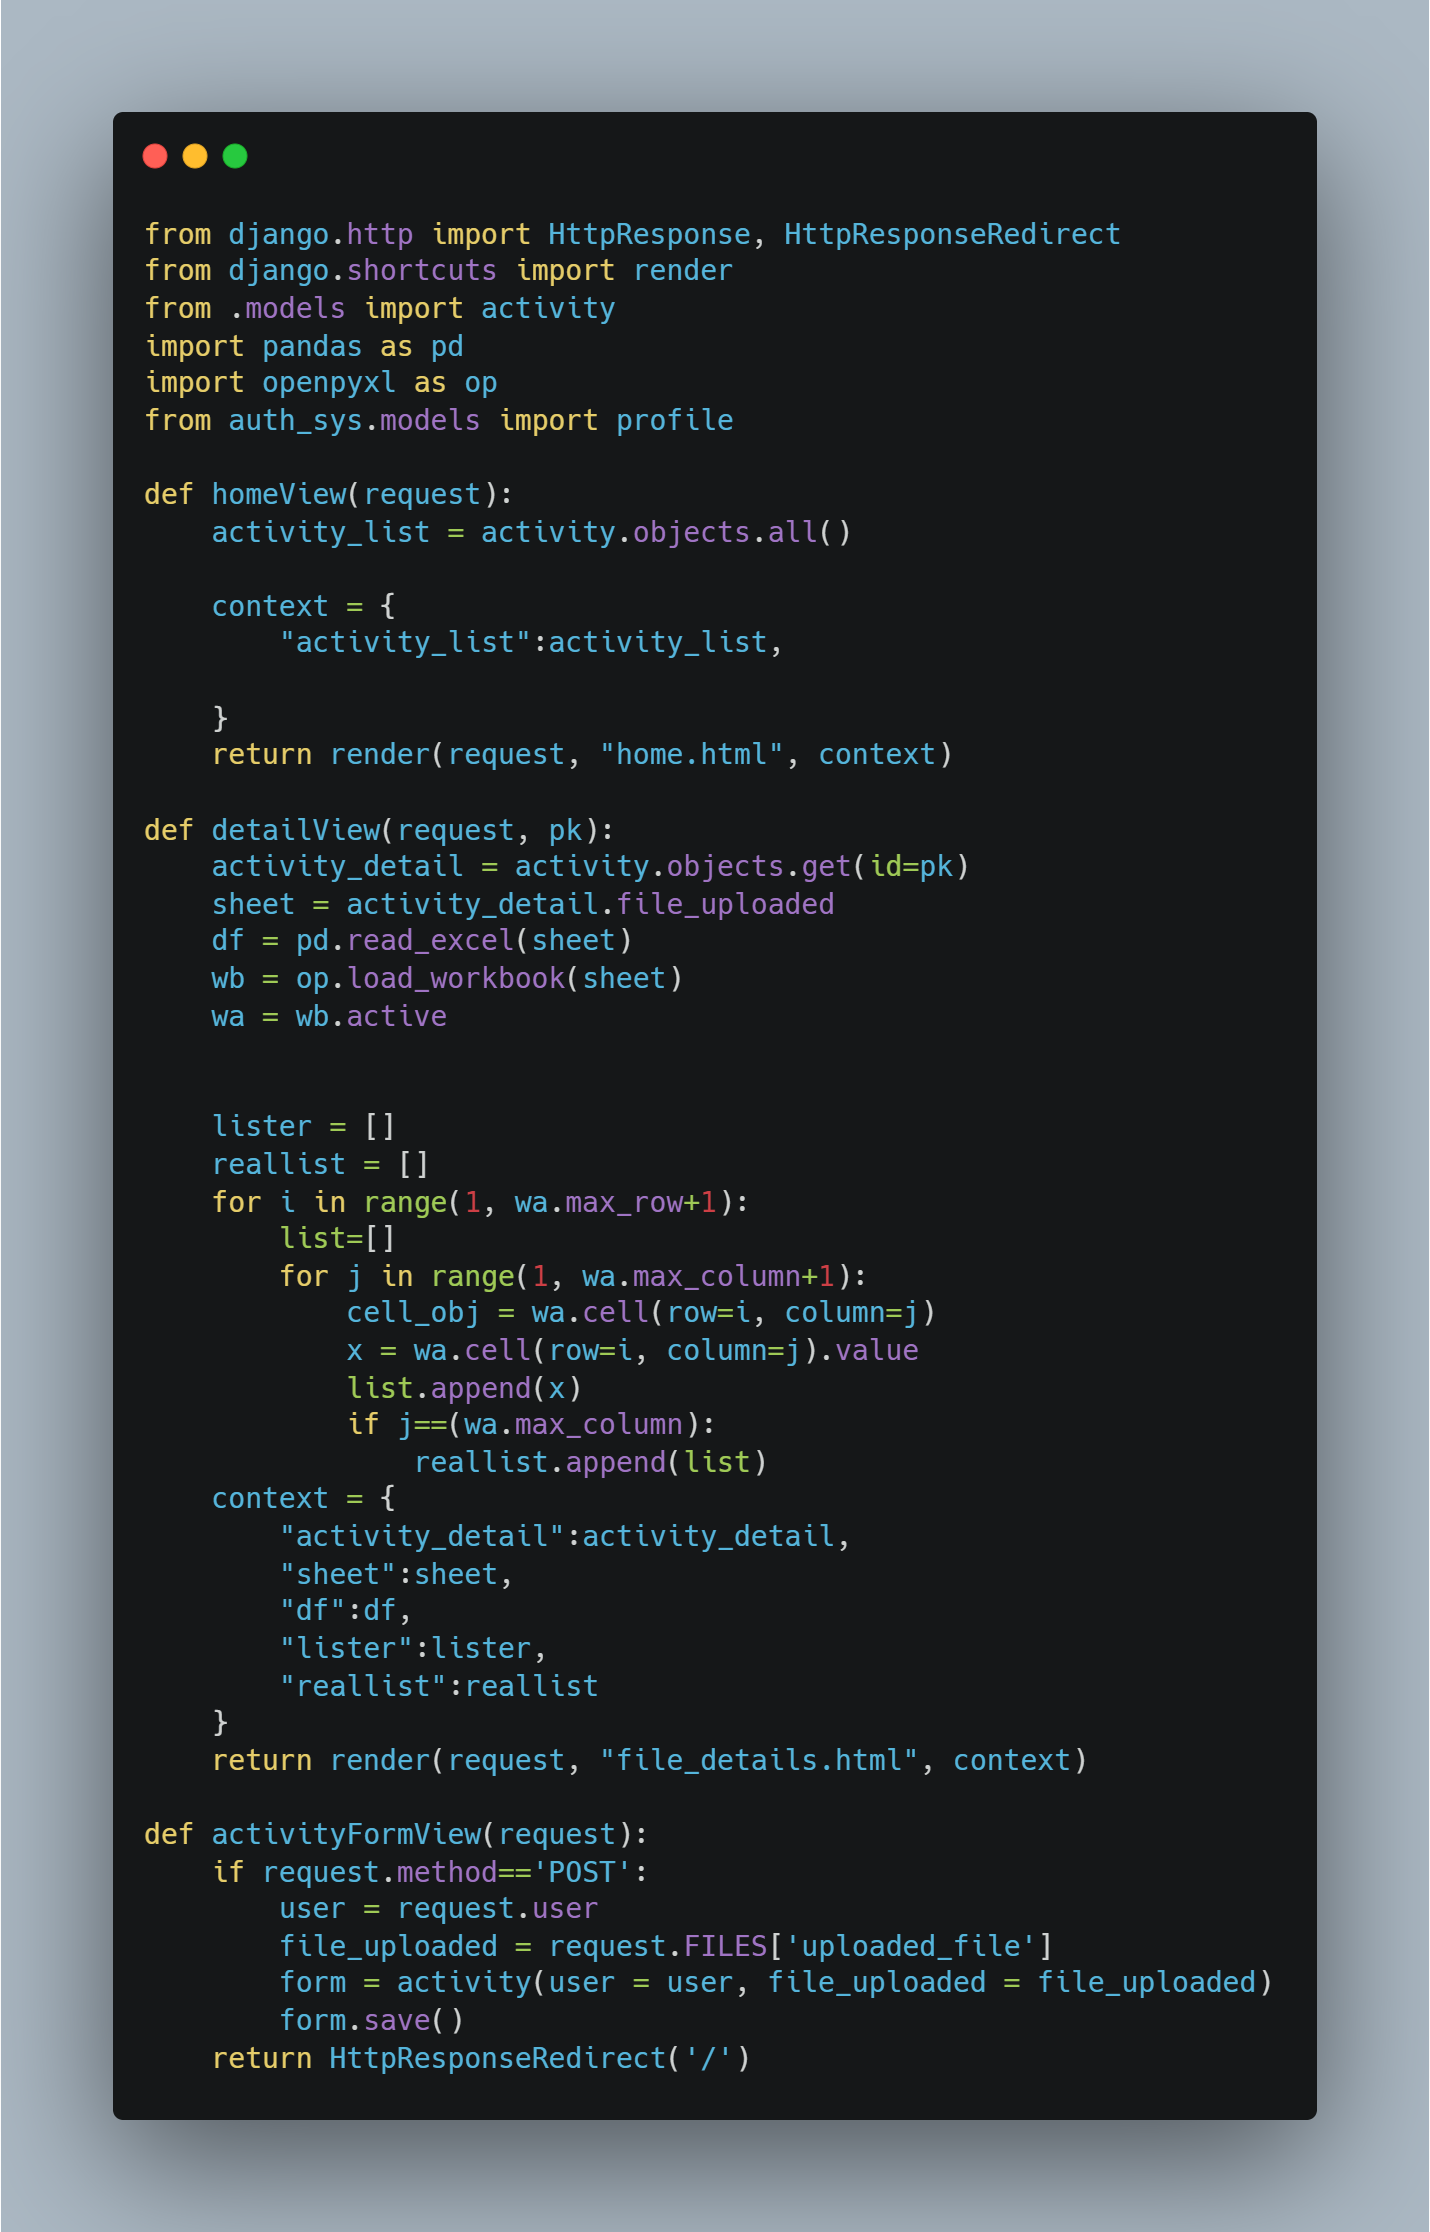 from django.http import HttpResponse, HttpResponseRedirect
from django.shortcuts import render
from .models import activity
import pandas as pd
import openpyxl as op
from auth_sys.models import profile

def homeView(request):
    activity_list = activity.objects.all()

    context = {
        "activity_list":activity_list,

    }
    return render(request, "home.html", context)

def detailView(request, pk):
    activity_detail = activity.objects.get(id=pk)
    sheet = activity_detail.file_uploaded
    df = pd.read_excel(sheet)
    wb = op.load_workbook(sheet)
    wa = wb.active


    lister = []
    reallist = []
    for i in range(1, wa.max_row+1):
        list=[]
        for j in range(1, wa.max_column+1):
            cell_obj = wa.cell(row=i, column=j)
            x = wa.cell(row=i, column=j).value
            list.append(x)
            if j==(wa.max_column):
                reallist.append(list)
    context = {
        "activity_detail":activity_detail,
        "sheet":sheet,
        "df":df,
        "lister":lister,
        "reallist":reallist
    }
    return render(request, "file_details.html", context)

def activityFormView(request):
    if request.method=='POST':
        user = request.user
        file_uploaded = request.FILES['uploaded_file']
        form = activity(user = user, file_uploaded = file_uploaded)
        form.save()
    return HttpResponseRedirect('/')